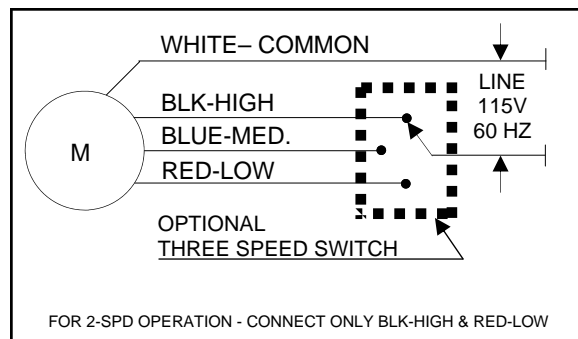 WHITE– COMMON
BLK-HIGH
BLUE-MED.
RED-LOW
M
LINE
115V
60 HZ
OPTIONAL
THREE SPEED SWITCH
FOR 2-SPD OPERATION - CONNECT ONLY BLK-HIGH & RED-LOW